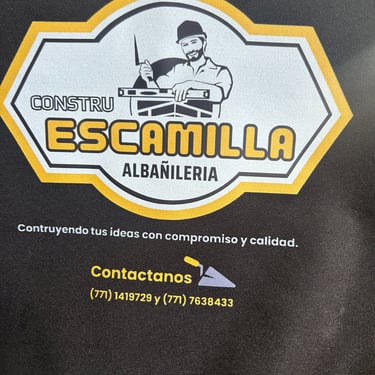 CONSTRU
ESCAMILLA
ALBAÑILERIA
Contruyendo tus ideas con compromiso y calidad.
Contactanos
(771) 1419729 y (771) 7638433